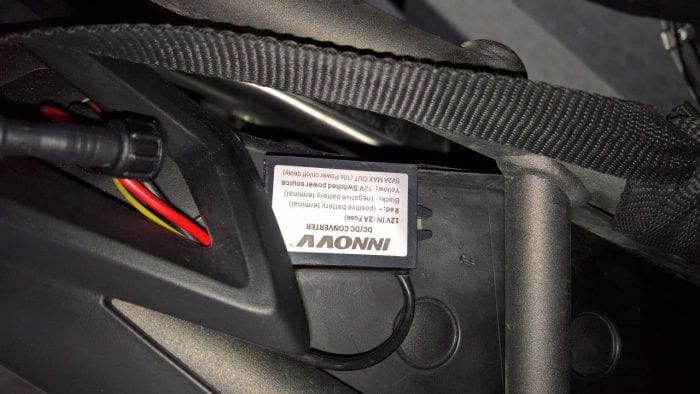 INNOVV™
DC/DC CONVERTER
12V IN (2A Fuse)
Red: + (positive battery terminal)
Black: - (negative battery terminal)
Yellow: 12V Switched power source
5V2A MAX OUT (10s Power on/off delay)